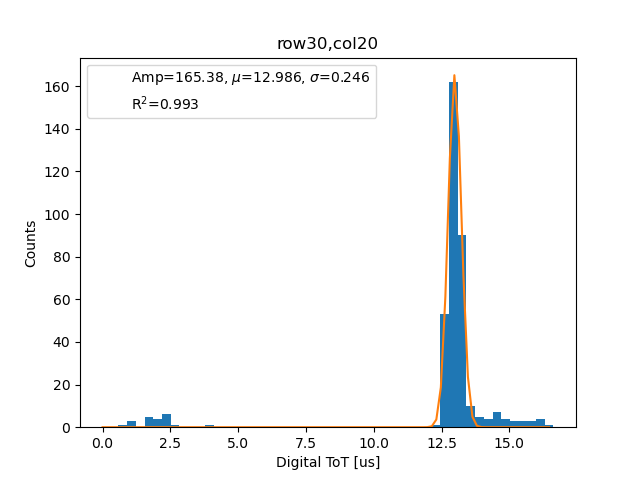 row30,col20
Amp=165.38, μ=12.986, σ=0.246
R²=0.993
Counts
160
140
120
100
80
60
40
20
0
0.0 2.5 5.0 7.5 10.0 12.5 15.0
Digital ToT [us]